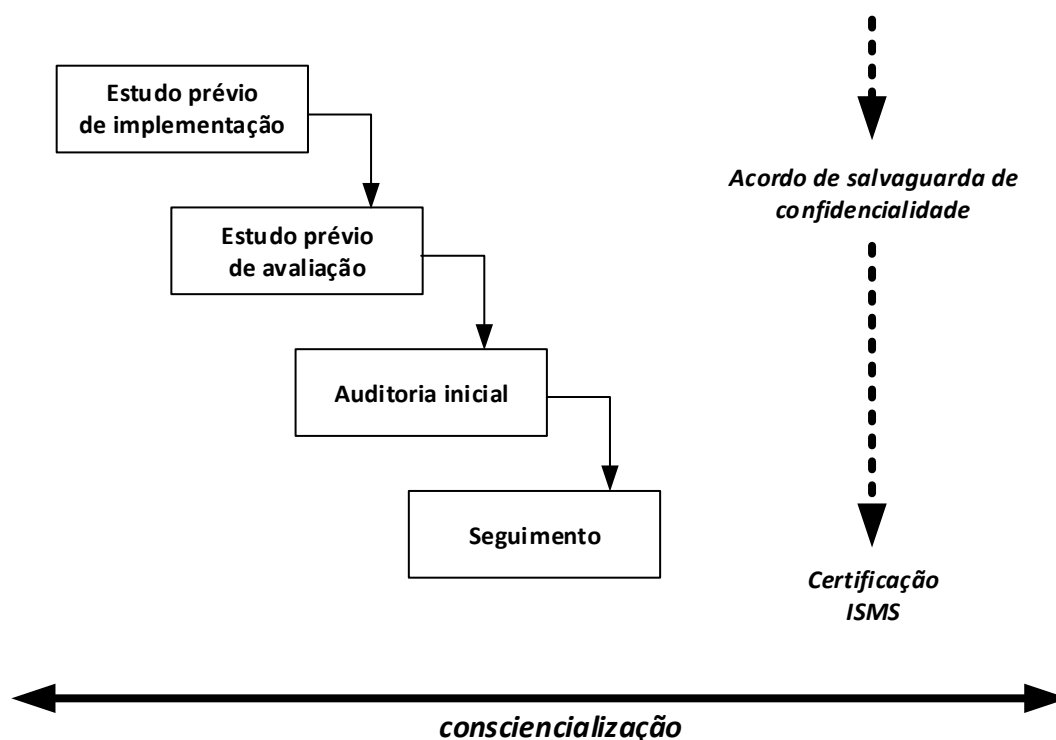 Estudo prévio
de implementação
Acordo de salvaguarda de
confidencialidade
Estudo prévio
de avaliação
Auditoria inicial
Seguimento
Certificação
ISMS
consciencialização